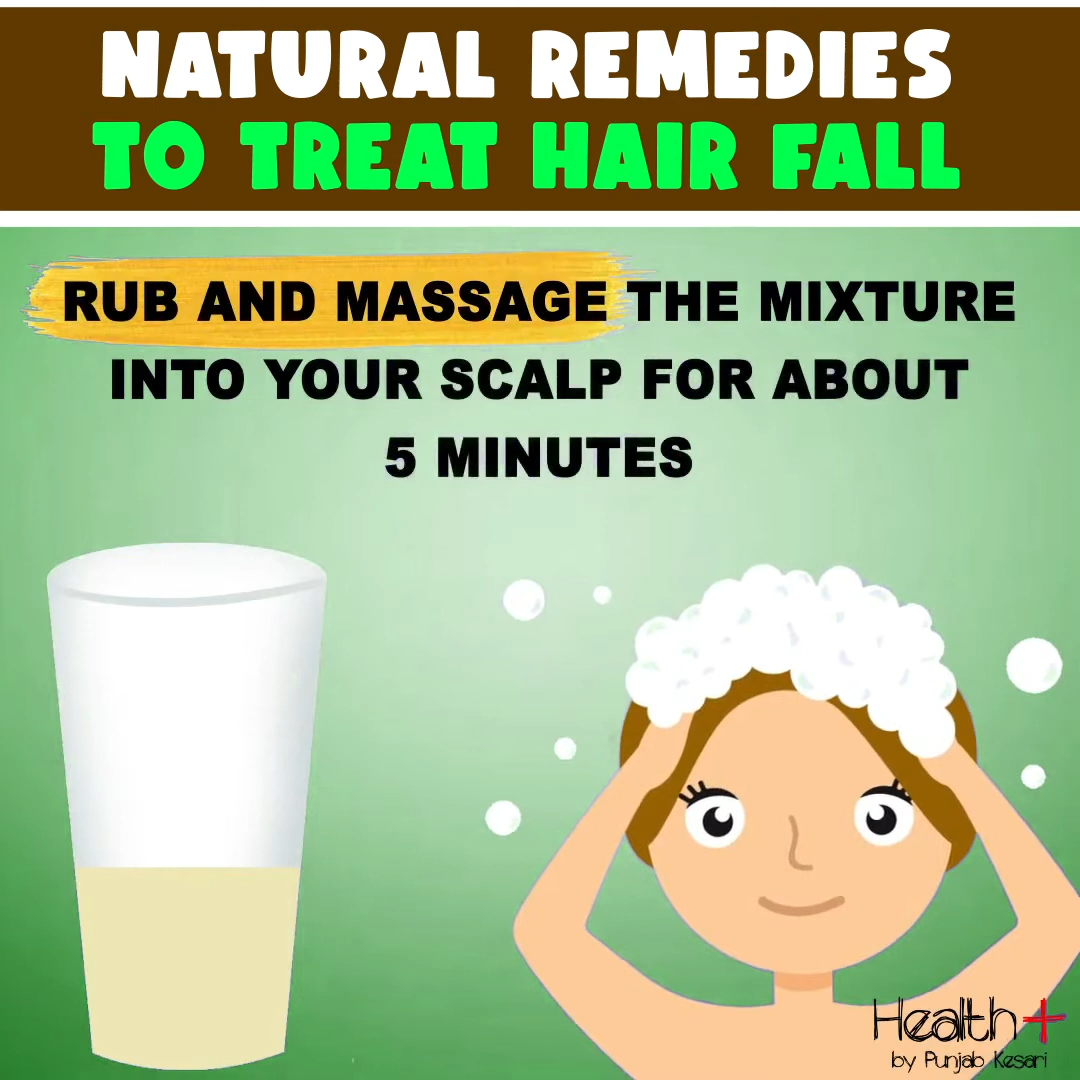 NATURAL REMEDIES
TO TREAT HAIR FALL
RUB AND MASSAGE THE MIXTURE
INTO YOUR SCALP FOR ABOUT
5 MINUTES
Health+
by Punjab Kesari